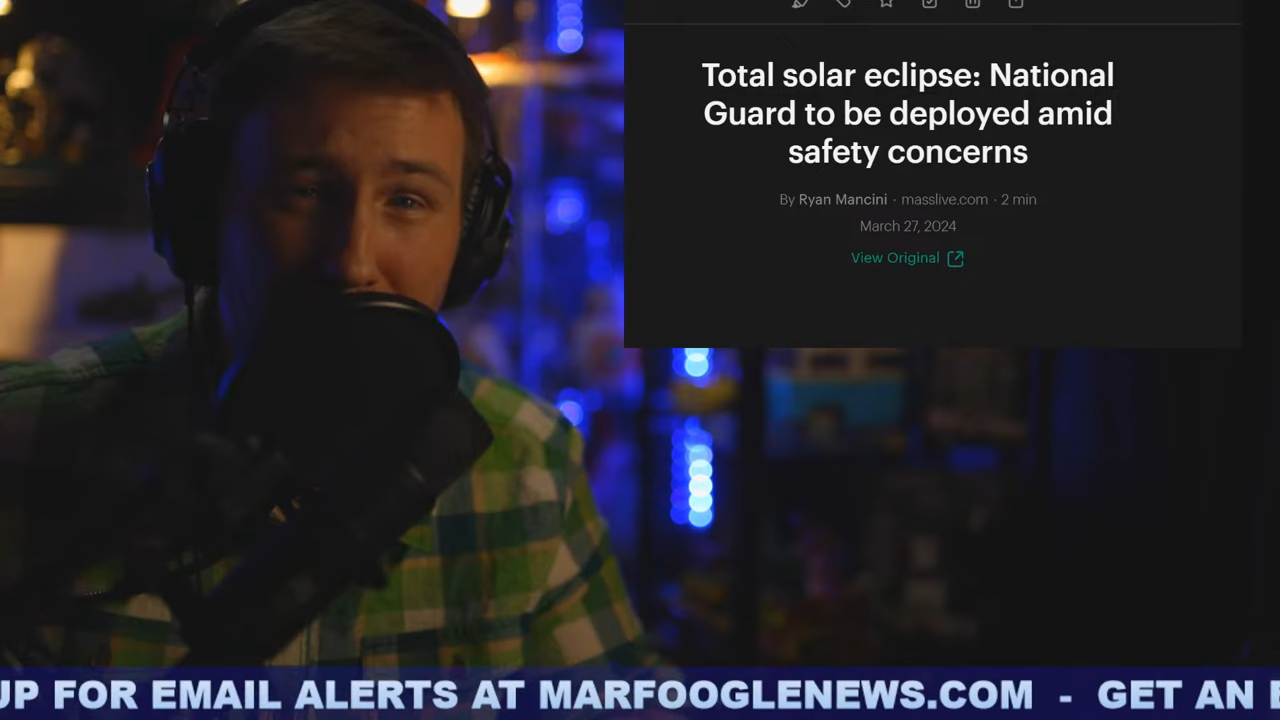 Total solar eclipse: National
Guard to be deployed amid
safety concerns
By Ryan Mancini · masslive.com · 2 min
March 27, 2024
View Original
UP FOR EMAIL ALERTS AT MARFOOGLENEWS.COM - GET AN